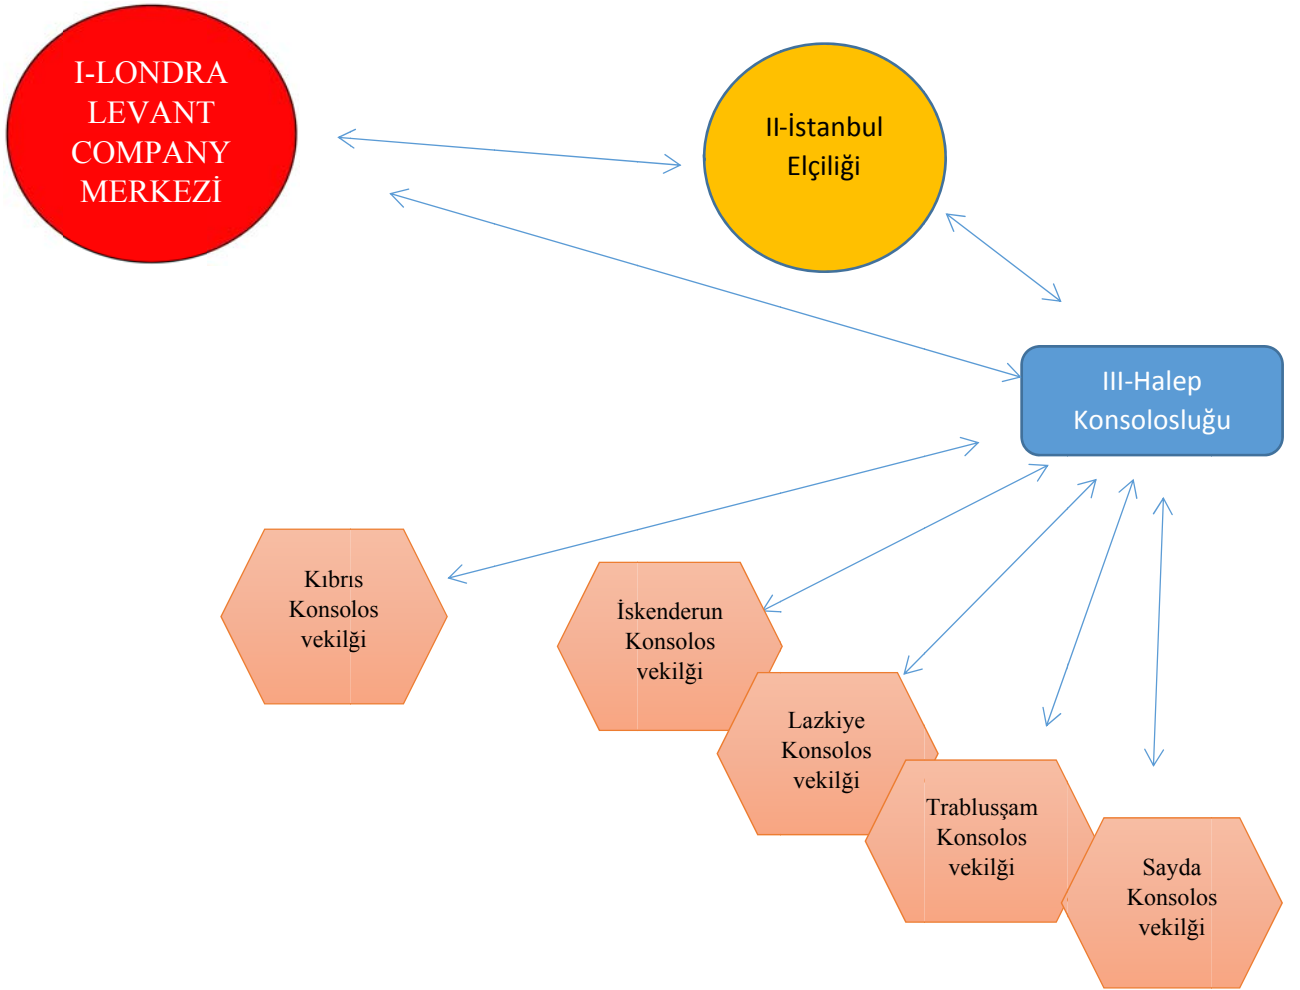 I-LONDRA
LEVANT
COMPANY
MERKEZİ
II-İstanbul
Elçiliği
III-Halep
Konsolosluğu
Kıbrıs
Konsolos
vekilği
İskenderun
Konsolos
vekilği
Lazkiye
Konsolos
vekilği
Trablusşam
Konsolos
vekilği
Sayda
Konsolos
vekilği